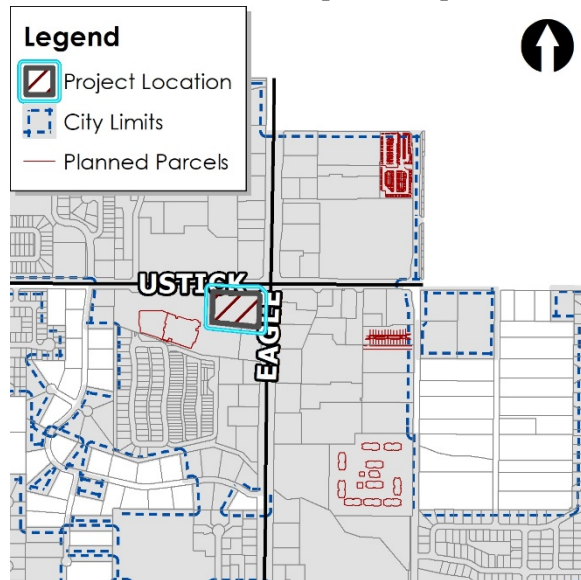 Legend
Project Location
City Limits
Planned Parcels
USTICK
EAGLE